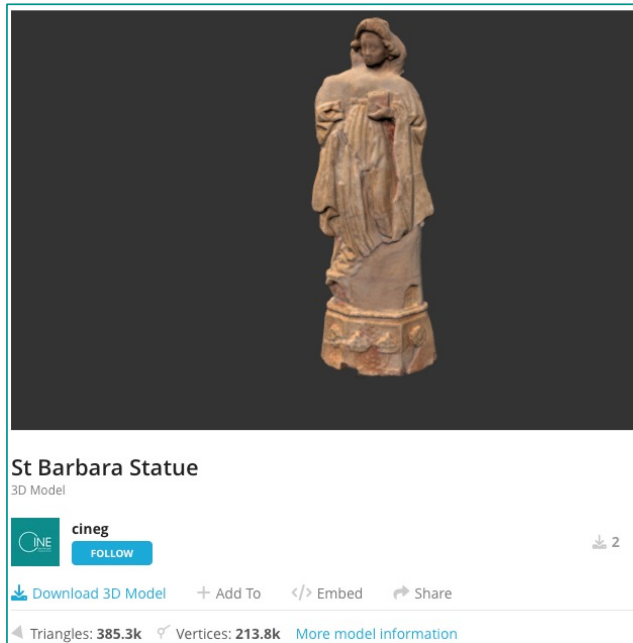 St Barbara Statue
3D Model
CINE
cineg
FOLLOW
2
Download 3D Model Add To </> Embed Share
Triangles: 385.3k Vertices: 213.8k More model information